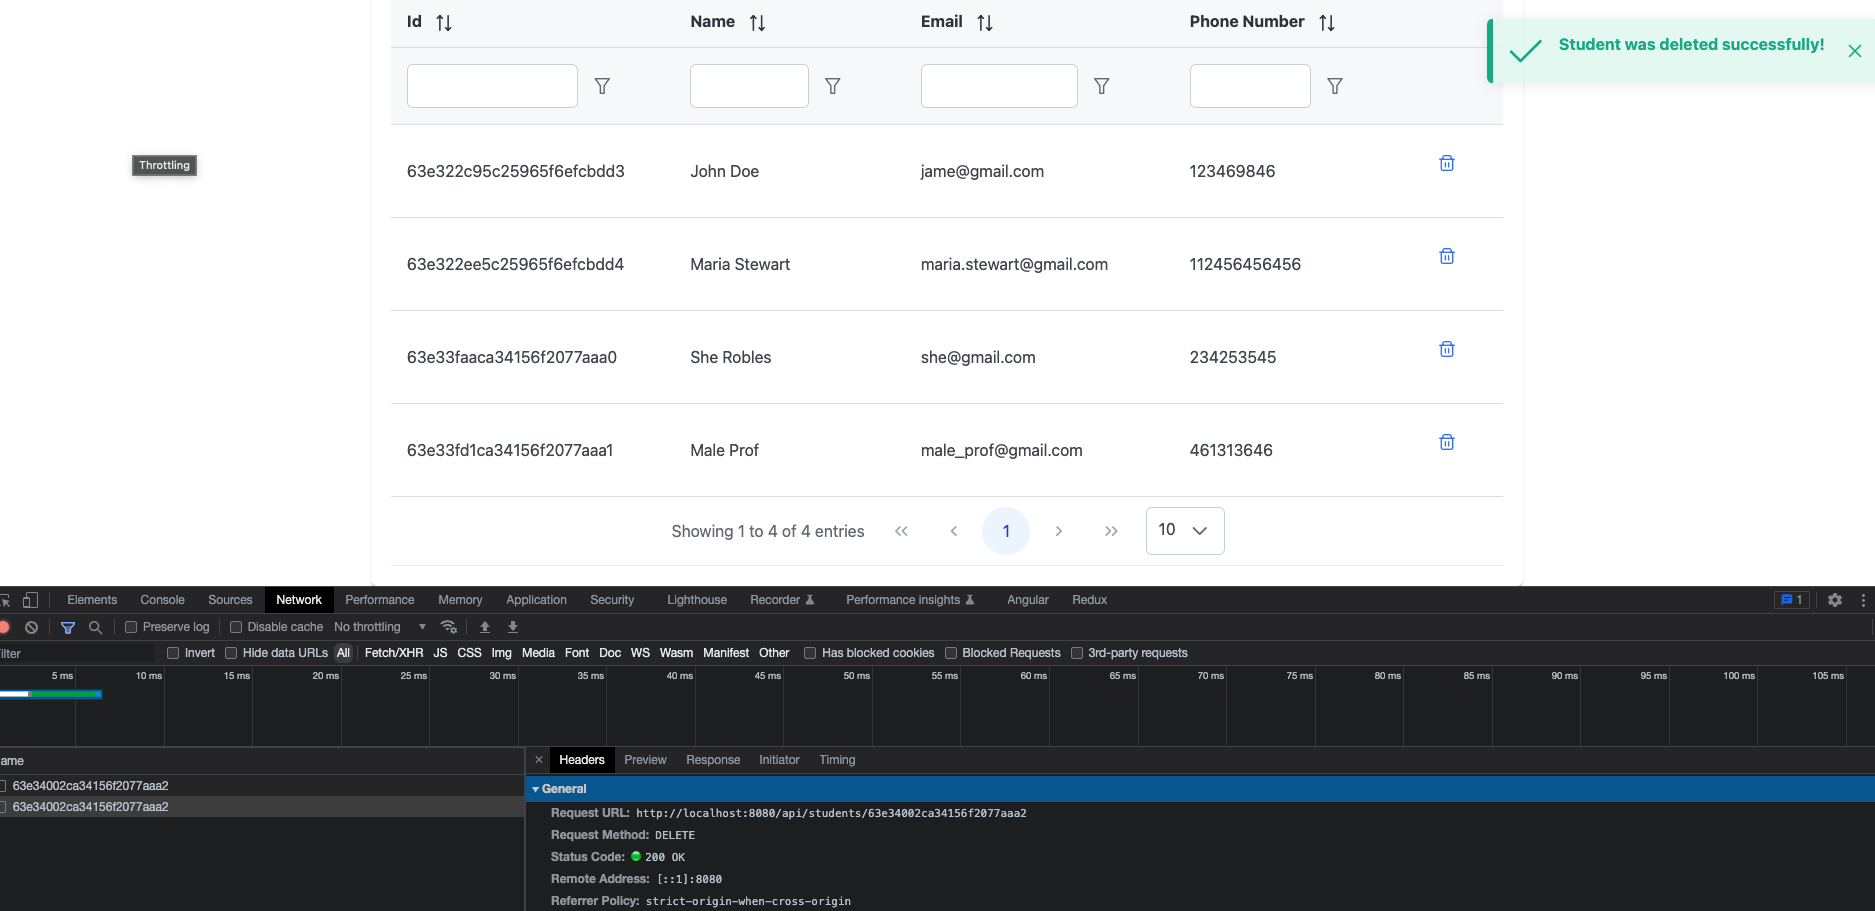 Id Name Email Phone Number
Student was deleted successfully!
Throttling
63e322c95c25965f6efcbdd3 John Doe jame@gmail.com 123469846
63e322ee5c25965f6efcbdd4 Maria Stewart maria.stewart@gmail.com 112456456456
63e33faaca34156f2077aaa0 She Robles she@gmail.com 234253545
63e33fd1ca34156f2077aaa1 Male Prof male_prof@gmail.com 461313646
Showing 1 to 4 of 4 entries << < 1 > >> 10
Elements Console Sources Network Performance Memory Application Security Lighthouse Recorder Performance insights Angular Redux 1
Preserve log Disable cache No throttling
ilter Invert Hide data URLs All Fetch/XHR JS CSS Img Media Font Doc WS Wasm Manifest Other Has blocked cookies Blocked Requests 3rd-party requests
5 ms 10 ms 15 ms 20 ms 25 ms 30 ms 35 ms 40 ms 45 ms 50 ms 55 ms 60 ms 65 ms 70 ms 75 ms 80 ms 85 ms 90 ms 95 ms 100 ms 105 ms
ame × Headers Preview Response Initiator Timing
63e34002ca34156f2077aaa2
63e34002ca34156f2077aaa2
General
Request URL: http://localhost:8080/api/students/63e34002ca34156f2077aaa2
Request Method: DELETE
Status Code: 200 OK
Remote Address: [::1]:8080
Referrer Policy: strict-origin-when-cross-origin